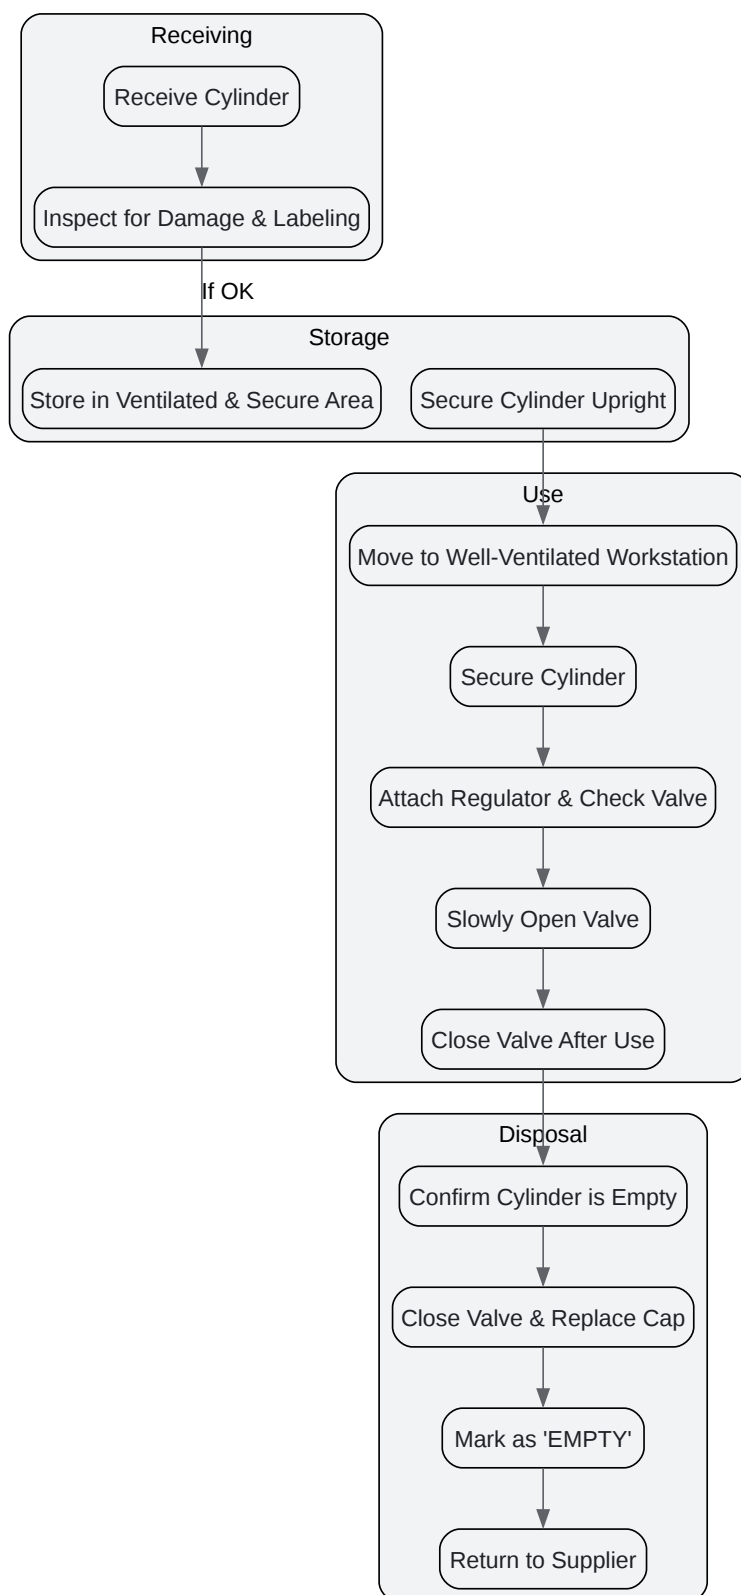 Receiving
Receive Cylinder
Inspect for Damage & Labeling
If OK
Storage
Store in Ventilated & Secure Area
Secure Cylinder Upright
Use
Move to Well-Ventilated Workstation
Secure Cylinder
Attach Regulator & Check Valve
Slowly Open Valve
Close Valve After Use
Disposal
Confirm Cylinder is Empty
Close Valve & Replace Cap
Mark as 'EMPTY'
Return to Supplier